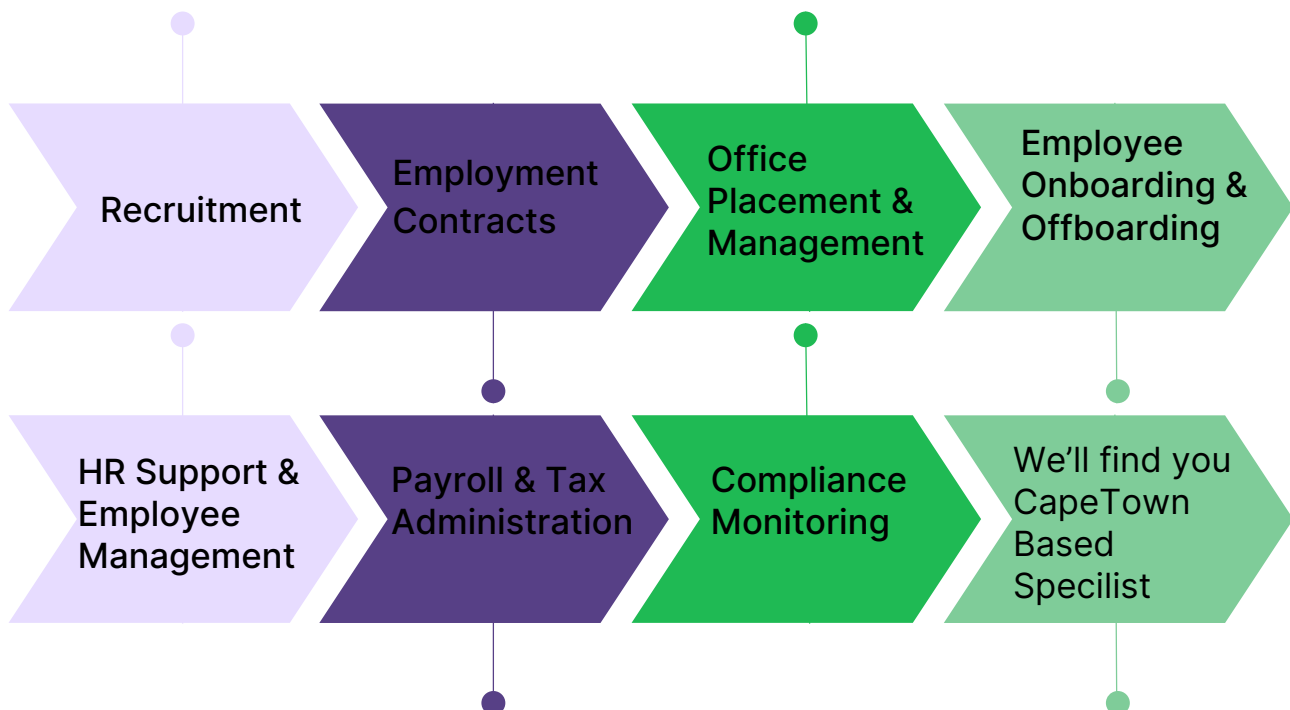 Recruitment
Employment
Contracts
Office
Placement &
Management
Employee
Onboarding &
Offboarding
HR Support &
Employee
Management
Payroll & Tax
Administration
Compliance
Monitoring
We’ll find you
CapeTown
Based
Specilist